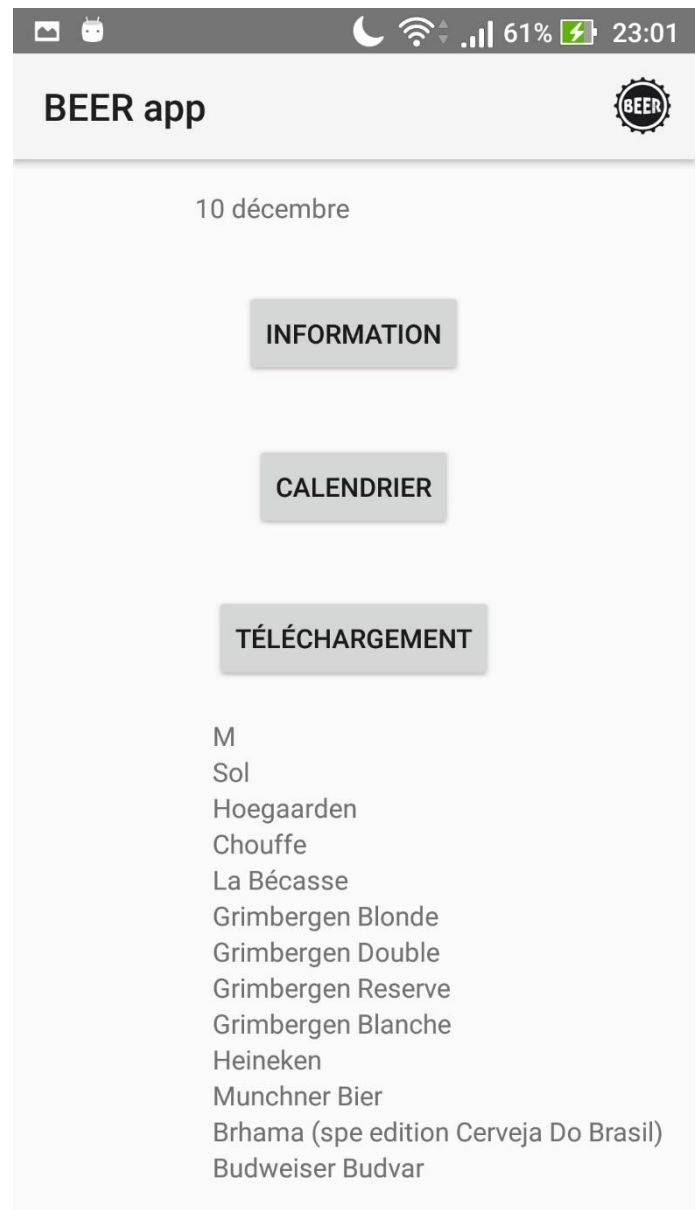 61% 23:01
BEER app
BEER
10 décembre
INFORMATION
CALENDRIER
TÉLÉCHARGEMENT
M
Sol
Hoegaarden
Chouffe
La Bécasse
Grimbergen Blonde
Grimbergen Double
Grimbergen Reserve
Grimbergen Blanche
Heineken
Munchner Bier
Brhama (spe edition Cerveja Do Brasil)
Budweiser Budvar